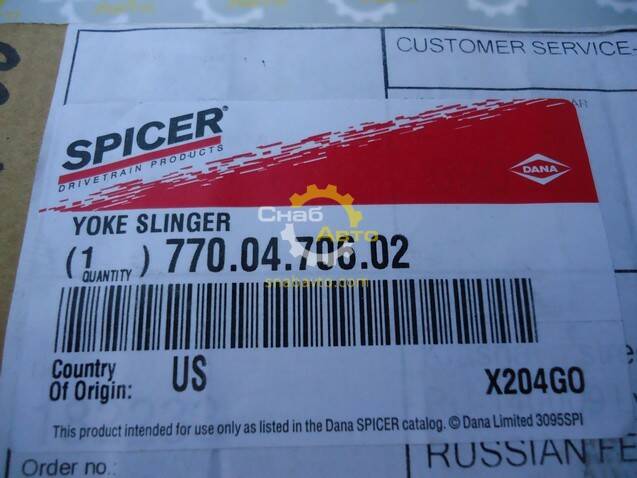 CUSTOMER SERVICE-
SPICER®
DRIVETRAIN PRODUCTS
DANA
YOKE SLINGER
Снаб
Авто
snabavto.com
(1) 770.04.706.02
QUANTITY
Country
Of Origin:
US
X204GO
This product intended for use only as listed in the Dana SPICER catalog. © Dana Limited 3095SPI
Order no.:
RUSSIAN FE